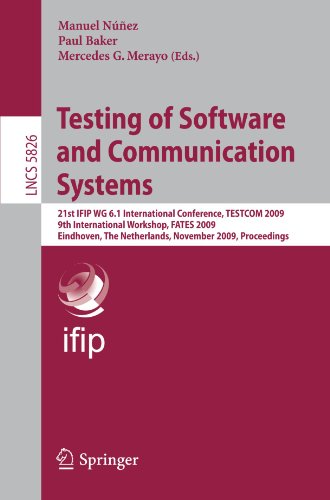 Manuel Núñez
Paul Baker
Mercedes G. Merayo (Eds.)
LNCS 5826
Testing of Software
and Communication
Systems
21st IFIP WG 6.1 International Conference, TESTCOM 2009
9th International Workshop, FATES 2009
Eindhoven, The Netherlands, November 2009, Proceedings
ifip
Springer